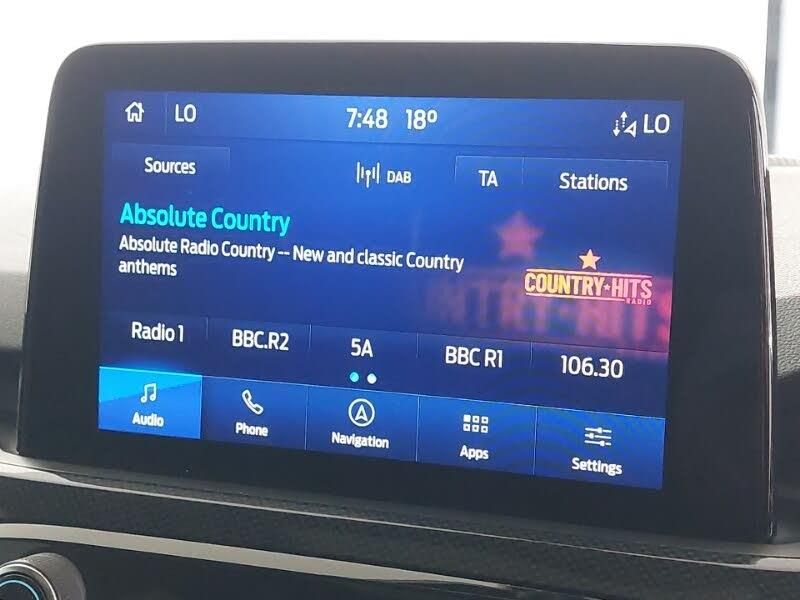 LO 7:48 18° LO
Sources DAB TA Stations
Absolute Country
Absolute Radio Country -- New and classic Country
anthems
COUNTRY★HITS
RADIO
Radio 1 BBC.R2 5A BBC R1 106.30
Audio Phone Navigation Apps Settings